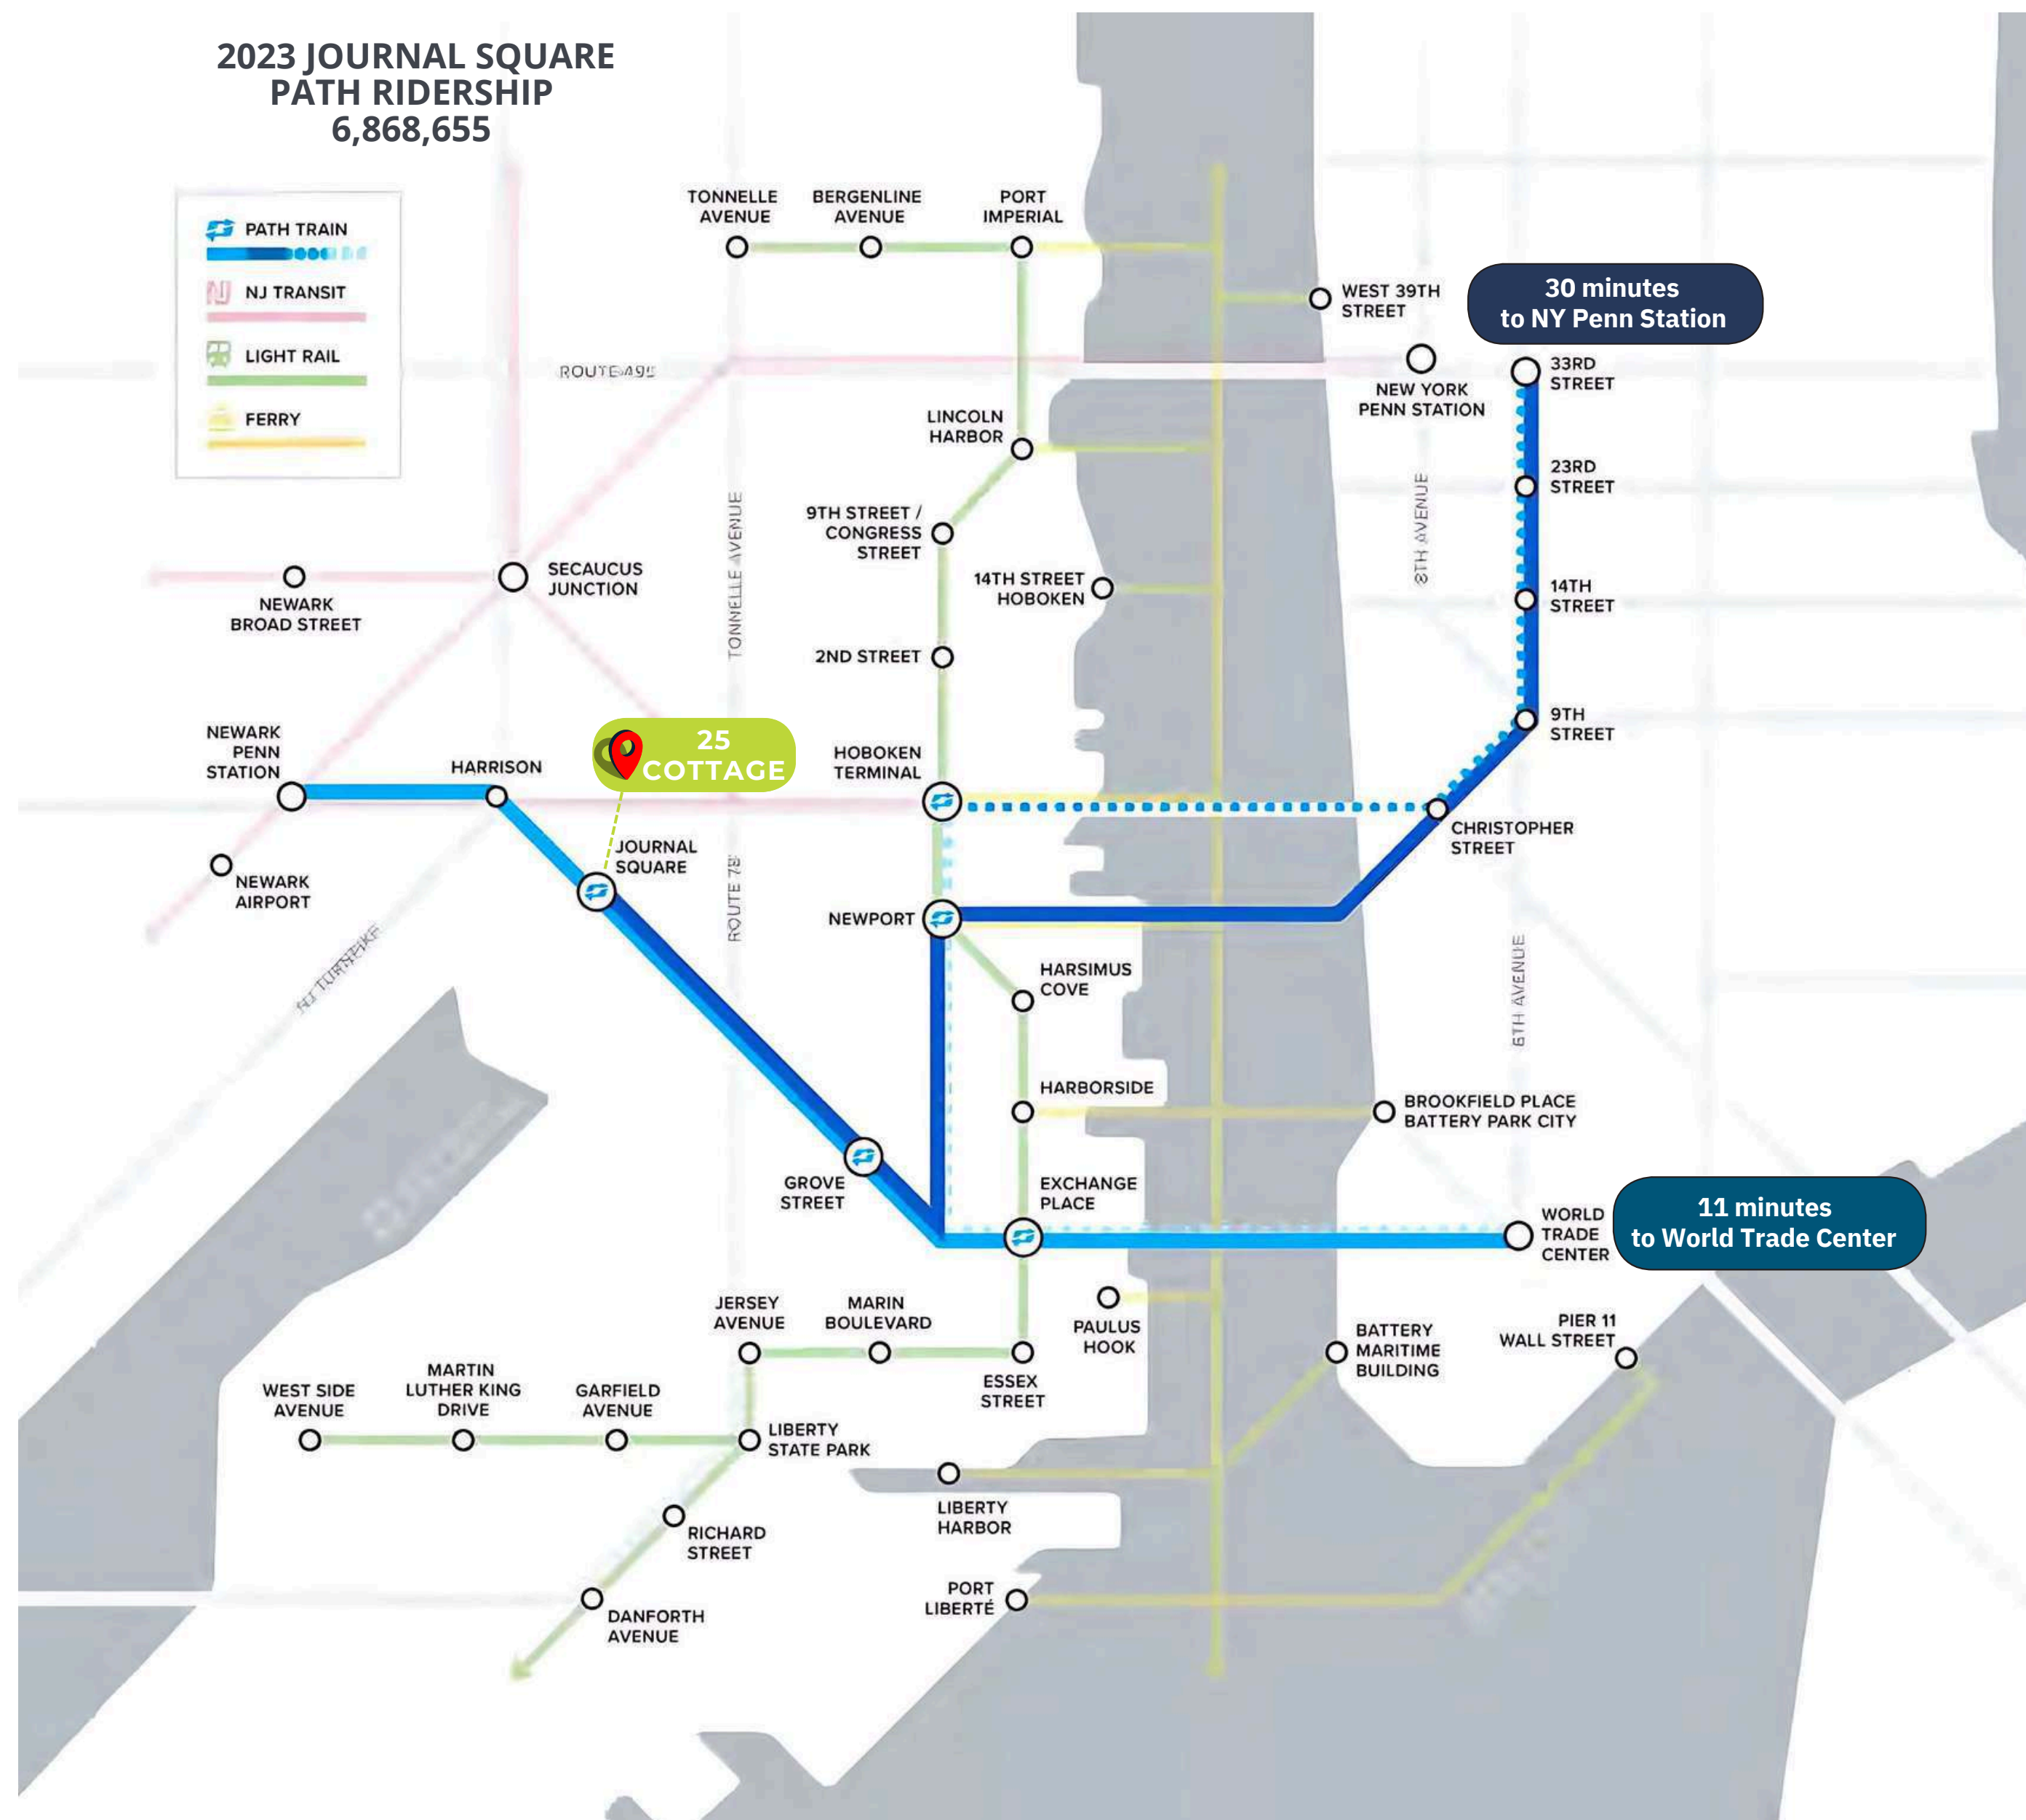 2023 JOURNAL SQUARE
PATH RIDERSHIP
6,868,655
PATH TRAIN
NJ TRANSIT
LIGHT RAIL
FERRY
TONNELLE
AVENUE
BERGENLINE
AVENUE
PORT
IMPERIAL
WEST 39TH
STREET
30 minutes
to NY Penn Station
33RD
STREET
NEW YORK
PENN STATION
LINCOLN
HARBOR
23RD
STREET
8TH AVENUE
TONNELLE AVENUE
9TH STREET /
CONGRESS
STREET
SECAUCUS
JUNCTION
14TH STREET
HOBOKEN
14TH
STREET
NEWARK
BROAD STREET
2ND STREET
NEWARK
PENN
STATION
HARRISON
25
COTTAGE
HOBOKEN
TERMINAL
9TH
STREET
CHRISTOPHER
STREET
JOURNAL
SQUARE
NEWARK
AIRPORT
ROUTE 78
NEWPORT
NJ TURNPIKE
HARSIMUS
COVE
6TH AVENUE
HARBORSIDE
BROOKFIELD PLACE
BATTERY PARK CITY
GROVE
STREET
EXCHANGE
PLACE
WORLD
TRADE
CENTER
11 minutes
to World Trade Center
JERSEY
AVENUE
MARIN
BOULEVARD
PAULUS
HOOK
BATTERY
MARITIME
BUILDING
PIER 11
WALL STREET
ESSEX
STREET
WEST SIDE
AVENUE
MARTIN
LUTHER KING
DRIVE
GARFIELD
AVENUE
LIBERTY
STATE PARK
LIBERTY
HARBOR
RICHARD
STREET
PORT
LIBERTÉ
DANFORTH
AVENUE